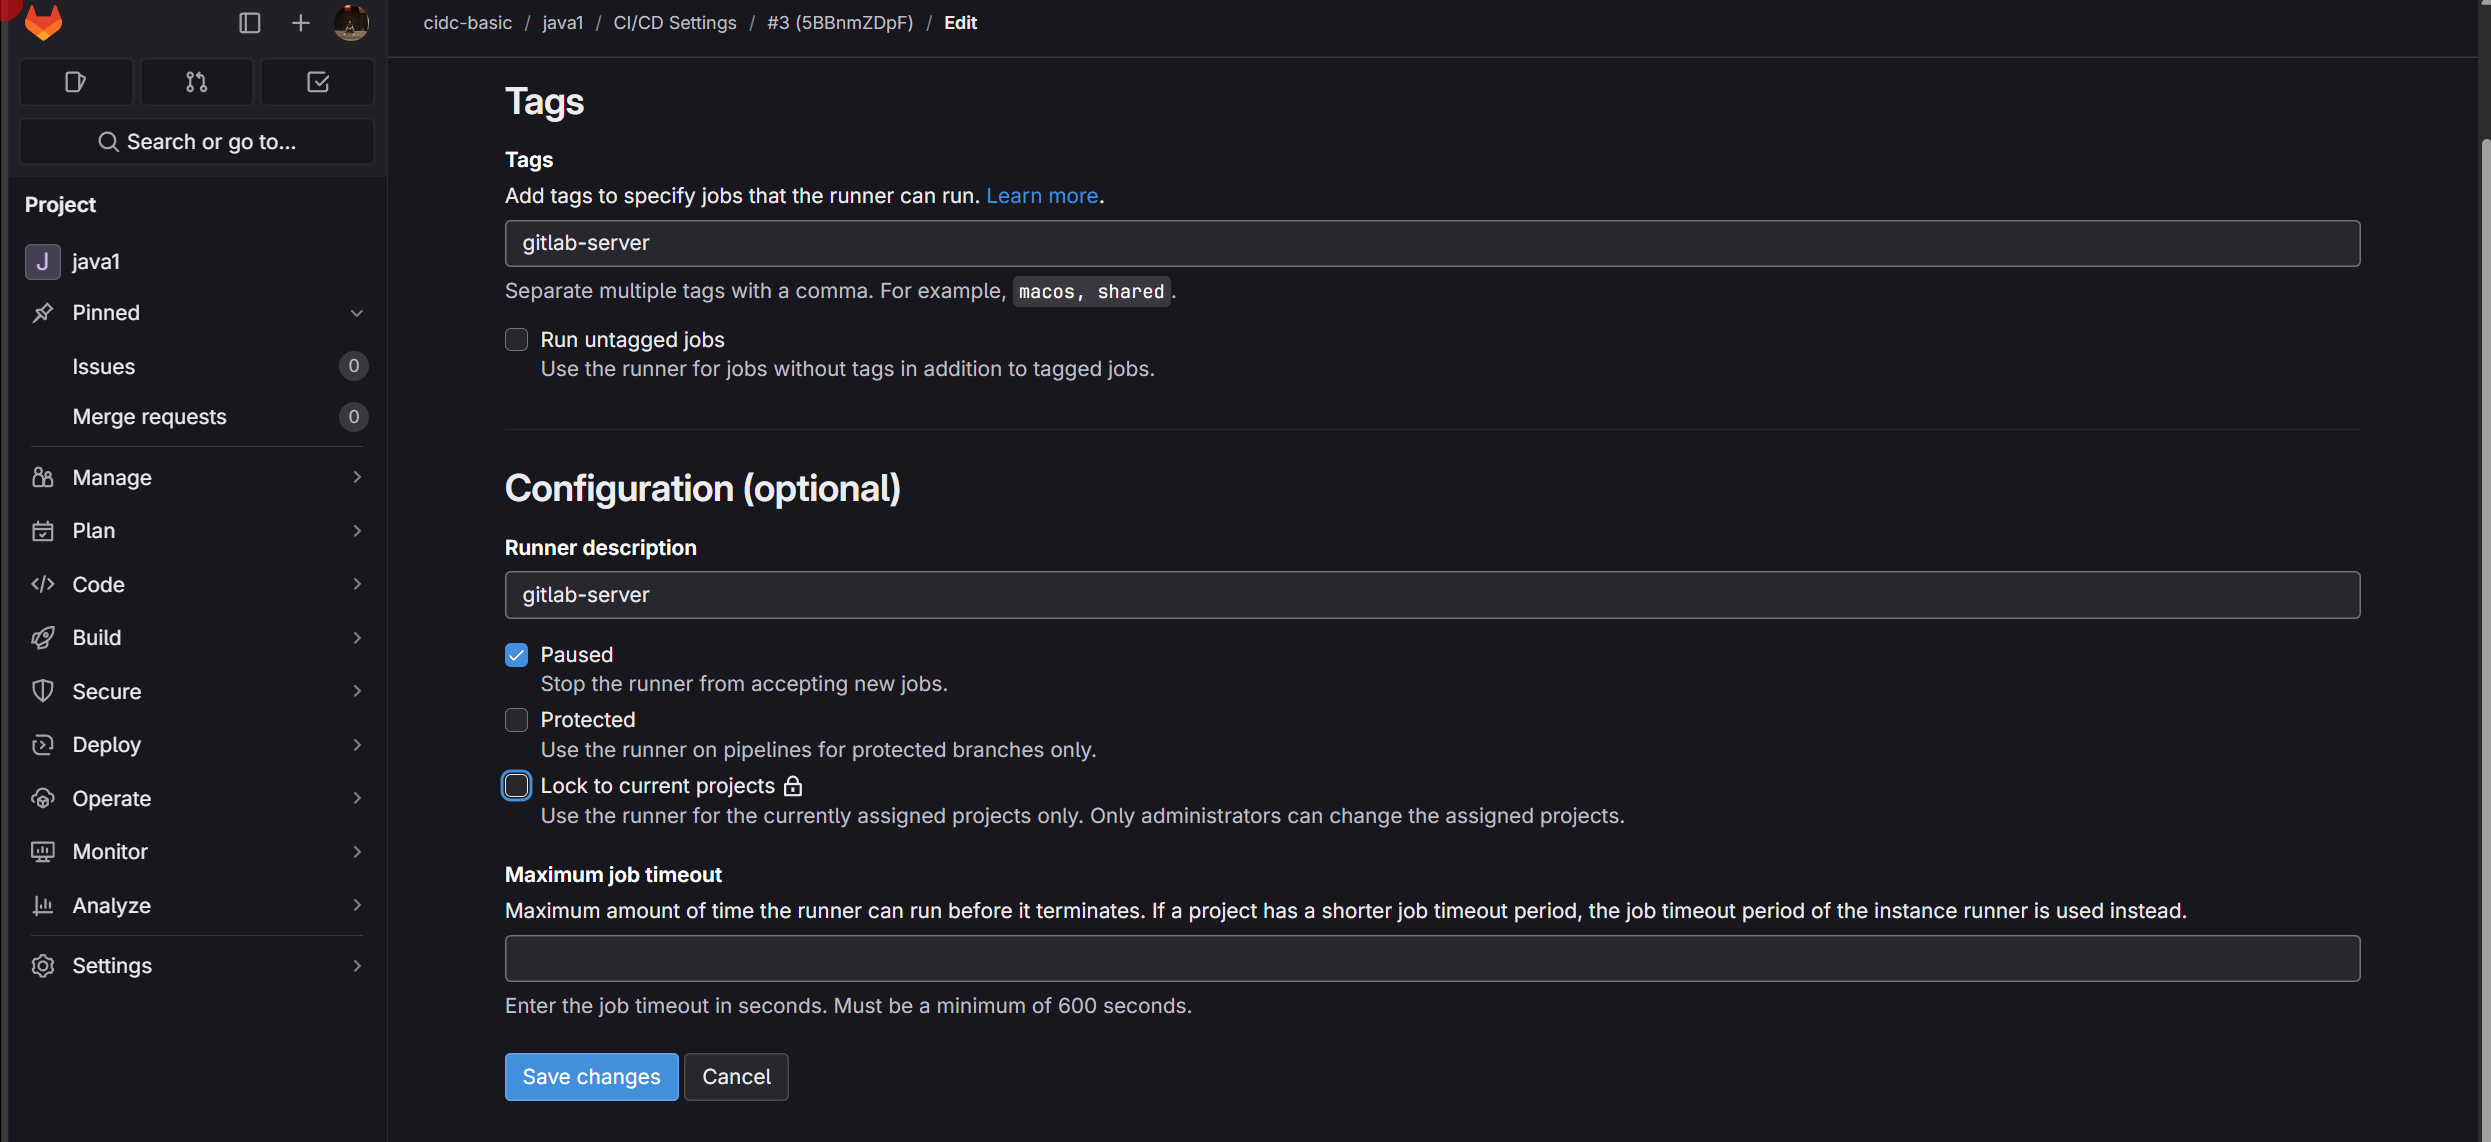 cidc-basic / java1 / CI/CD Settings / #3 (5BBnmZDpF) / Edit
Search or go to...
Project
J java1
Pinned
Issues 0
Merge requests 0
Manage
Plan
Code
Build
Secure
Deploy
Operate
Monitor
Analyze
Settings
Tags
Tags
Add tags to specify jobs that the runner can run. Learn more.
gitlab-server
Separate multiple tags with a comma. For example, macos, shared.
Run untagged jobs
Use the runner for jobs without tags in addition to tagged jobs.
Configuration (optional)
Runner description
gitlab-server
Paused
Stop the runner from accepting new jobs.
Protected
Use the runner on pipelines for protected branches only.
Lock to current projects
Use the runner for the currently assigned projects only. Only administrators can change the assigned projects.
Maximum job timeout
Maximum amount of time the runner can run before it terminates. If a project has a shorter job timeout period, the job timeout period of the instance runner is used instead.
Enter the job timeout in seconds. Must be a minimum of 600 seconds.
Save changes Cancel